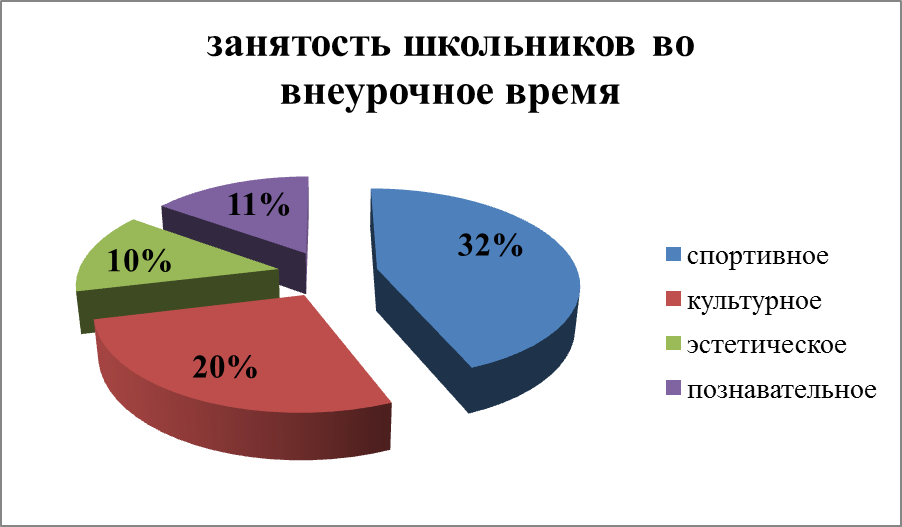 занятость школьников во
внеурочное время
11%
32%
10%
20%
спортивное
культурное
эстетическое
познавательное